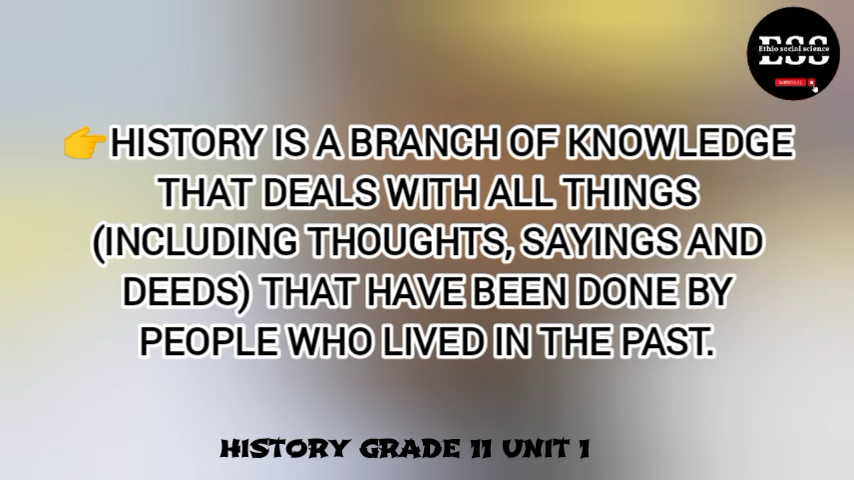 Ethio social science
ESS
SUBSCRIBE
👉HISTORY IS A BRANCH OF KNOWLEDGE
THAT DEALS WITH ALL THINGS
(INCLUDING THOUGHTS, SAYINGS AND
DEEDS) THAT HAVE BEEN DONE BY
PEOPLE WHO LIVED IN THE PAST.
HISTORY GRADE 11 UNIT 1